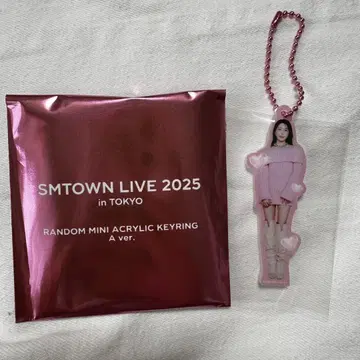 SMTOWN LIVE 2025
in TOKYO
RANDOM MINI ACRYLIC KEYRING
A ver.